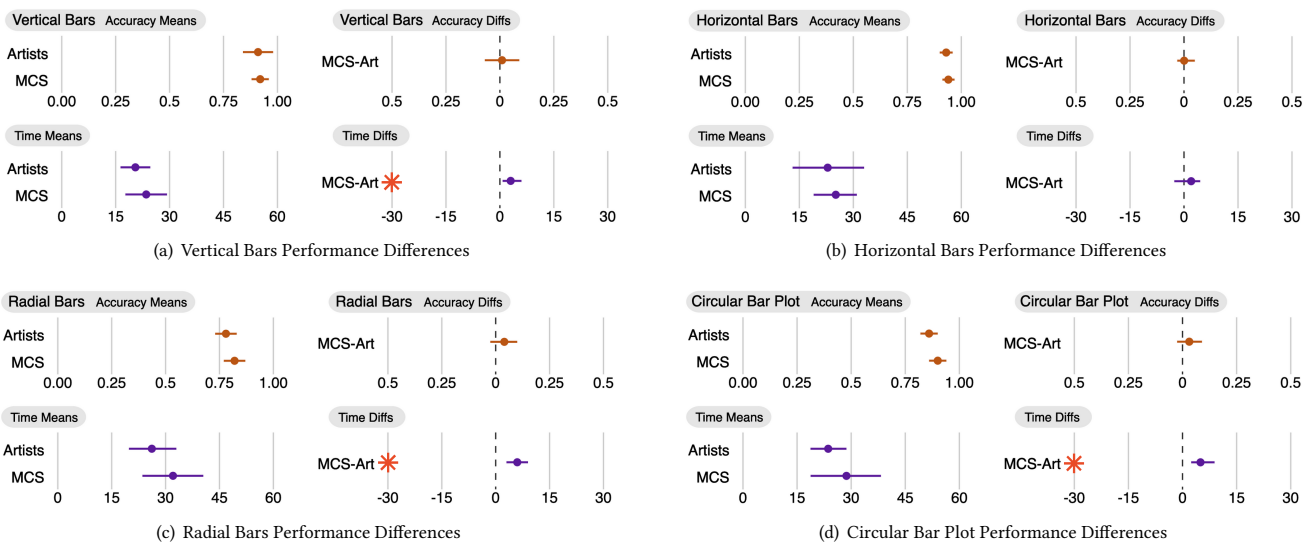 Vertical Bars Accuracy Means
Artists
MCS
0.00 0.25 0.5 0.75 1.00
Vertical Bars Accuracy Diffs
MCS-Art
0.5 0.25 0 0.25 0.5
Time Means
Artists
MCS
0 15 30 60
Time Diffs
MCS-Art
-30 -15 0 15 30
(a) Vertical Bars Performance Differences
Horizontal Bars Accuracy Means
Artists
MCS
0.00 0.25 0.5 0.75 1.00
Horizontal Bars Accuracy Diffs
MCS-Art
0.5 0.25 0 0.25 0.5
Time Means
Artists
MCS
0 15 30 45 60
Time Diffs
MCS-Art
-30 -15 0 15 30
(b) Horizontal Bars Performance Differences
Radial Bars Accuracy Means
Artists
MCS
0.00 0.25 0.5 0.75 1.00
Radial Bars Accuracy Diffs
MCS-Art
0.5 0.25 0 0.25 0.5
Time Means
Artists
MCS
0 15 30 45 60
Time Diffs
MCS-Art
-30 -15 0 15 30
(c) Radial Bars Performance Differences
Circular Bar Plot Accuracy Means
Artists
MCS
0.00 0.25 0.5 0.75 1.00
Circular Bar Plot Accuracy Diffs
MCS-Art
0.5 0.25 0 0.25 0.5
Time Means
Artists
MCS
0 15 30 45 60
Time Diffs
MCS-Art
-30 -15 0 15 30
(d) Circular Bar Plot Performance Differences